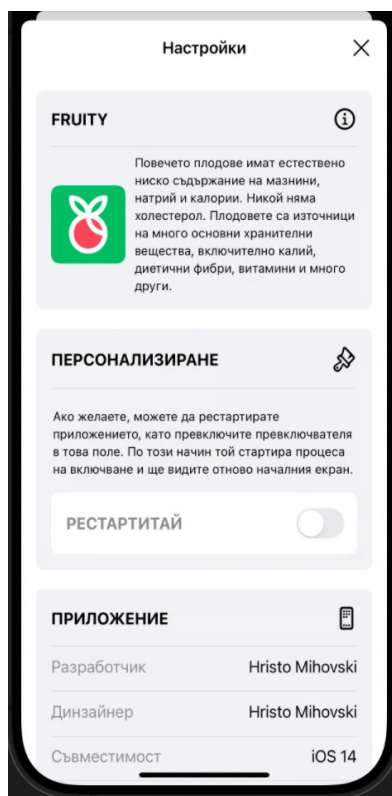 Настройки
FRUITY
Повечето плодове имат естествено
ниско съдържание на мазнини,
натрий и калории. Никой няма
холестерол. Плодовете са източници
на много основни хранителни
вещества, включително калий,
диетични фибри, витамини и много
други.
ПЕРСОНАЛИЗИРАНЕ
Ако желаете, можете да рестартирате
приложението, като превключите превключвателя
в това поле. По този начин той стартира процеса
на включване и ще видите отново началния екран.
РЕСТАРТИТАЙ
ПРИЛОЖЕНИЕ
Разработчик Hristo Mihovski
Динзайнер Hristo Mihovski
Съвместимост iOS 14